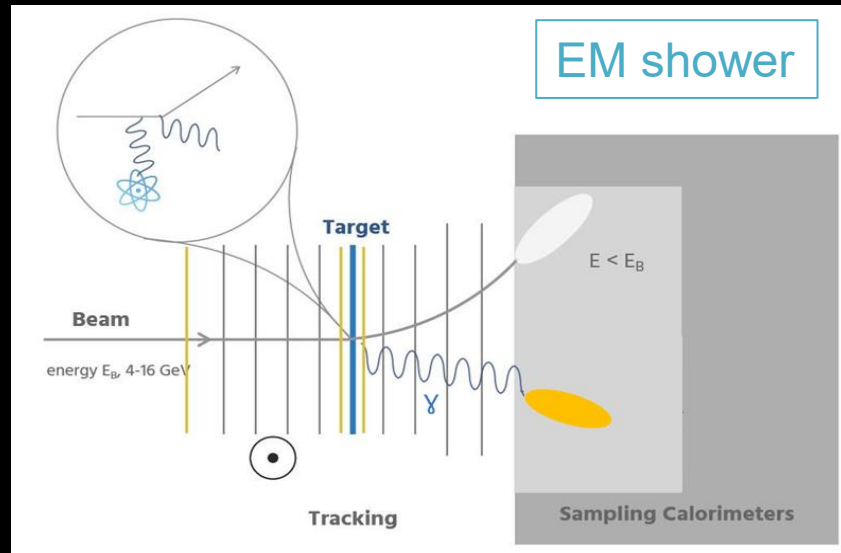 EM shower
Target
E < E_B
Beam
energy E_B, 4-16 GeV
γ
Tracking
Sampling Calorimeters